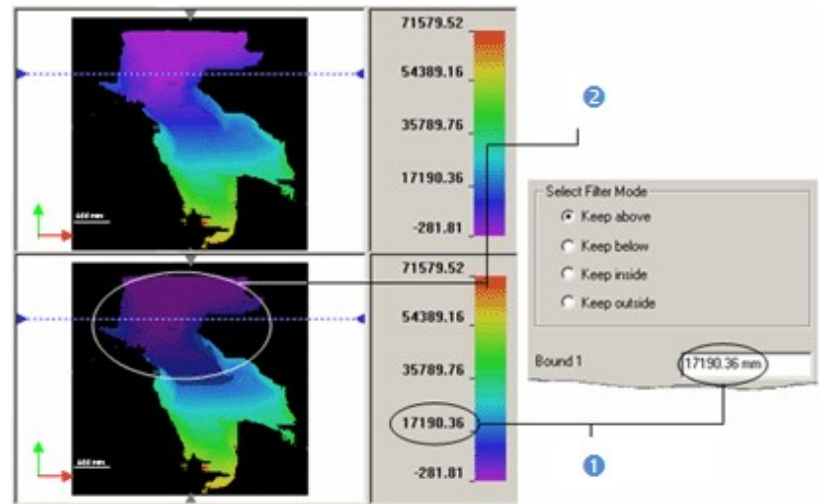 71579.52
54389.16
35789.76
17190.36
-281.81
71579.52
54389.16
35789.76
17190.36
-281.81
2
Select Filter Mode
Keep above
Keep below
Keep inside
Keep outside
Bound 1
17190.36 mm
1